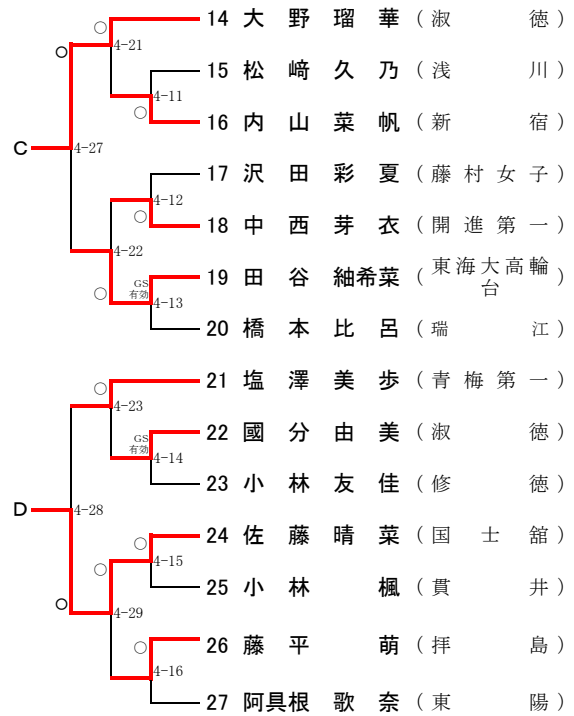 14 大野瑠華 (淑徳)
○
○
4-21
15 松﨑久乃 (浅川)
4-11
○
16 内山菜帆 (新宿)
C
4-27
17 沢田彩夏 (藤村女子)
4-12
○
18 中西芽衣 (開進第一)
4-22
19 田谷紬希菜 (東海大高輪台)
GS
有効
○
4-13
20 橋本比呂 (瑞江)
21 塩澤美歩 (青梅第一)
○
4-23
22 國分由美 (淑徳)
GS
有効
4-14
23 小林友佳 (修徳)
D
4-28
24 佐藤晴菜 (国士舘)
○
4-15
○
25 小林楓 (貫井)
○
4-29
26 藤平萌 (拝島)
○
4-16
27 阿具根歌奈 (東陽)